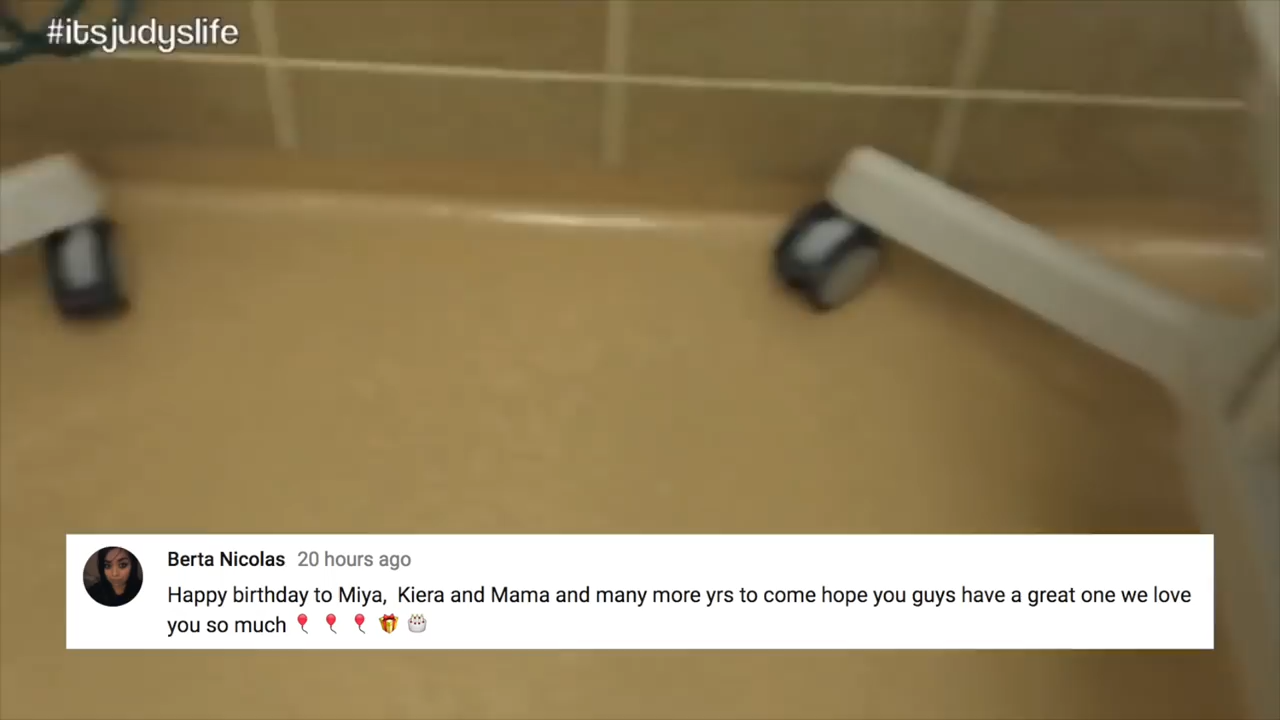 #itsjudyslife
Berta Nicolas 20 hours ago
Happy birthday to Miya, Kiera and Mama and many more yrs to come hope you guys have a great one we love
you so much 🎈 🎈 🎈 🎁 🎂